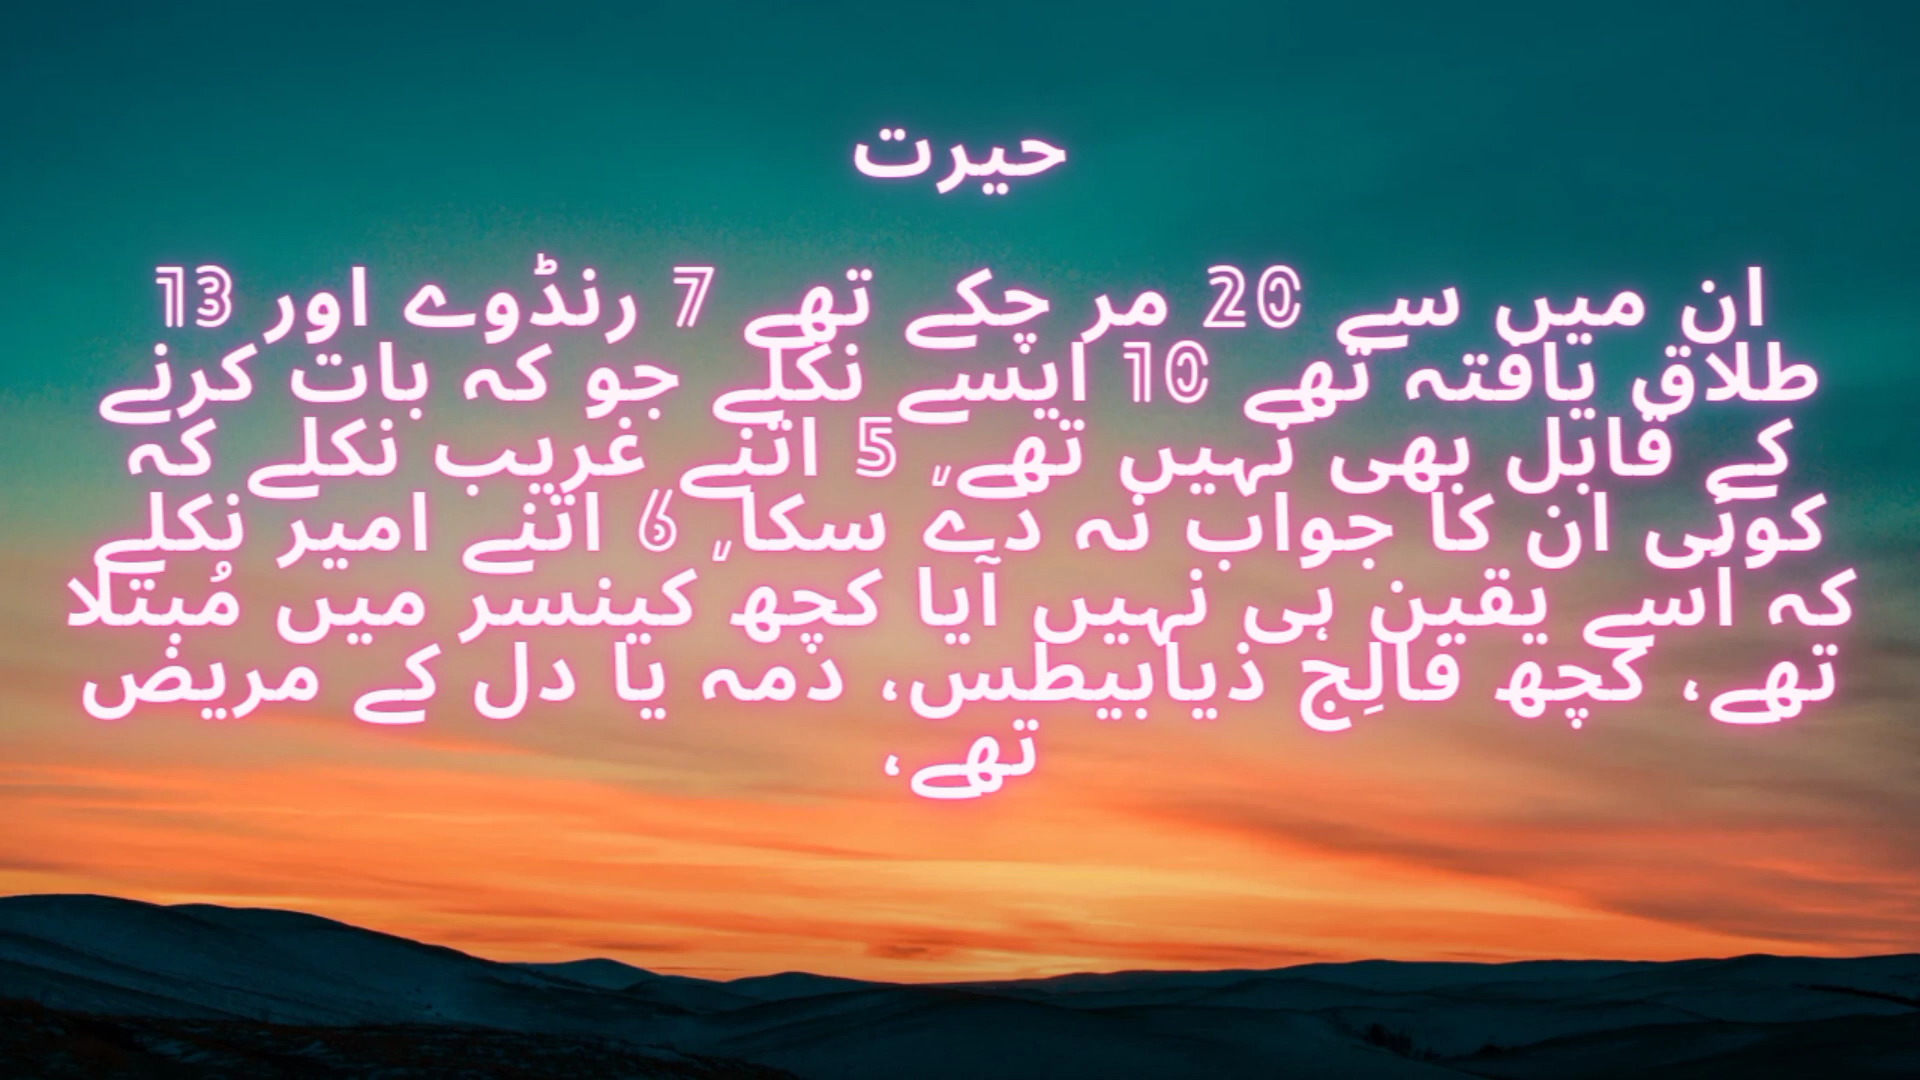 حیرت
ان میں سے 20 مر چکے تھے 7 رنڈوے اور 13
طلاق یافتہ تھے 10 ایسے نکلے جو کہ بات کرنے
کے قابل بھی نہیں تھے ً 5 اتنے غریب نکلے کہ
کوئی ان کا جواب نہ دے سکا ً 6 اتنے امیر نکلے
کہ اُسے یقین ہی نہیں آیا کچھ کینسر میں مُبتلا
تھے، کچھ فالِج ذیابیطس، دمہ یا دل کے مریض
تھے،